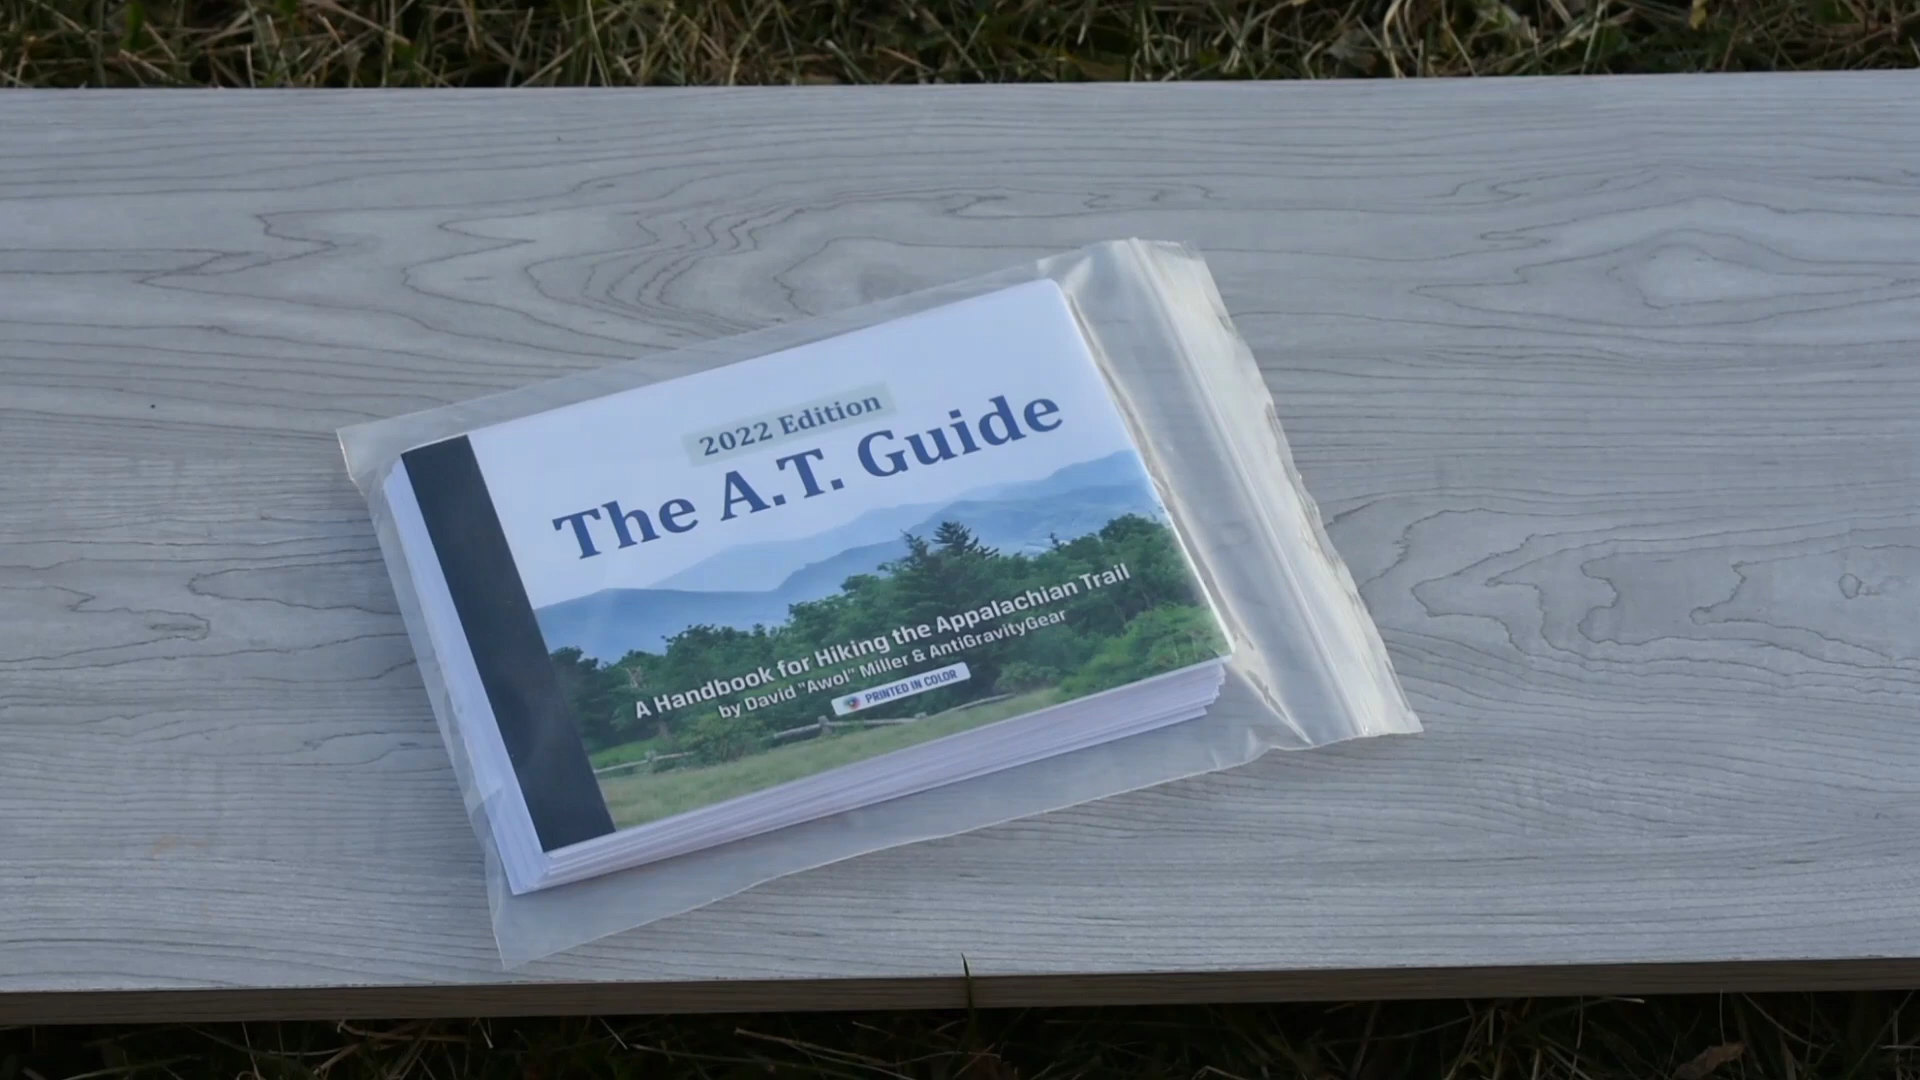 2022 Edition
The A.T. Guide
A Handbook for Hiking the Appalachian Trail
by David "Awol" Miller & AntiGravityGear
PRINTED IN COLOR